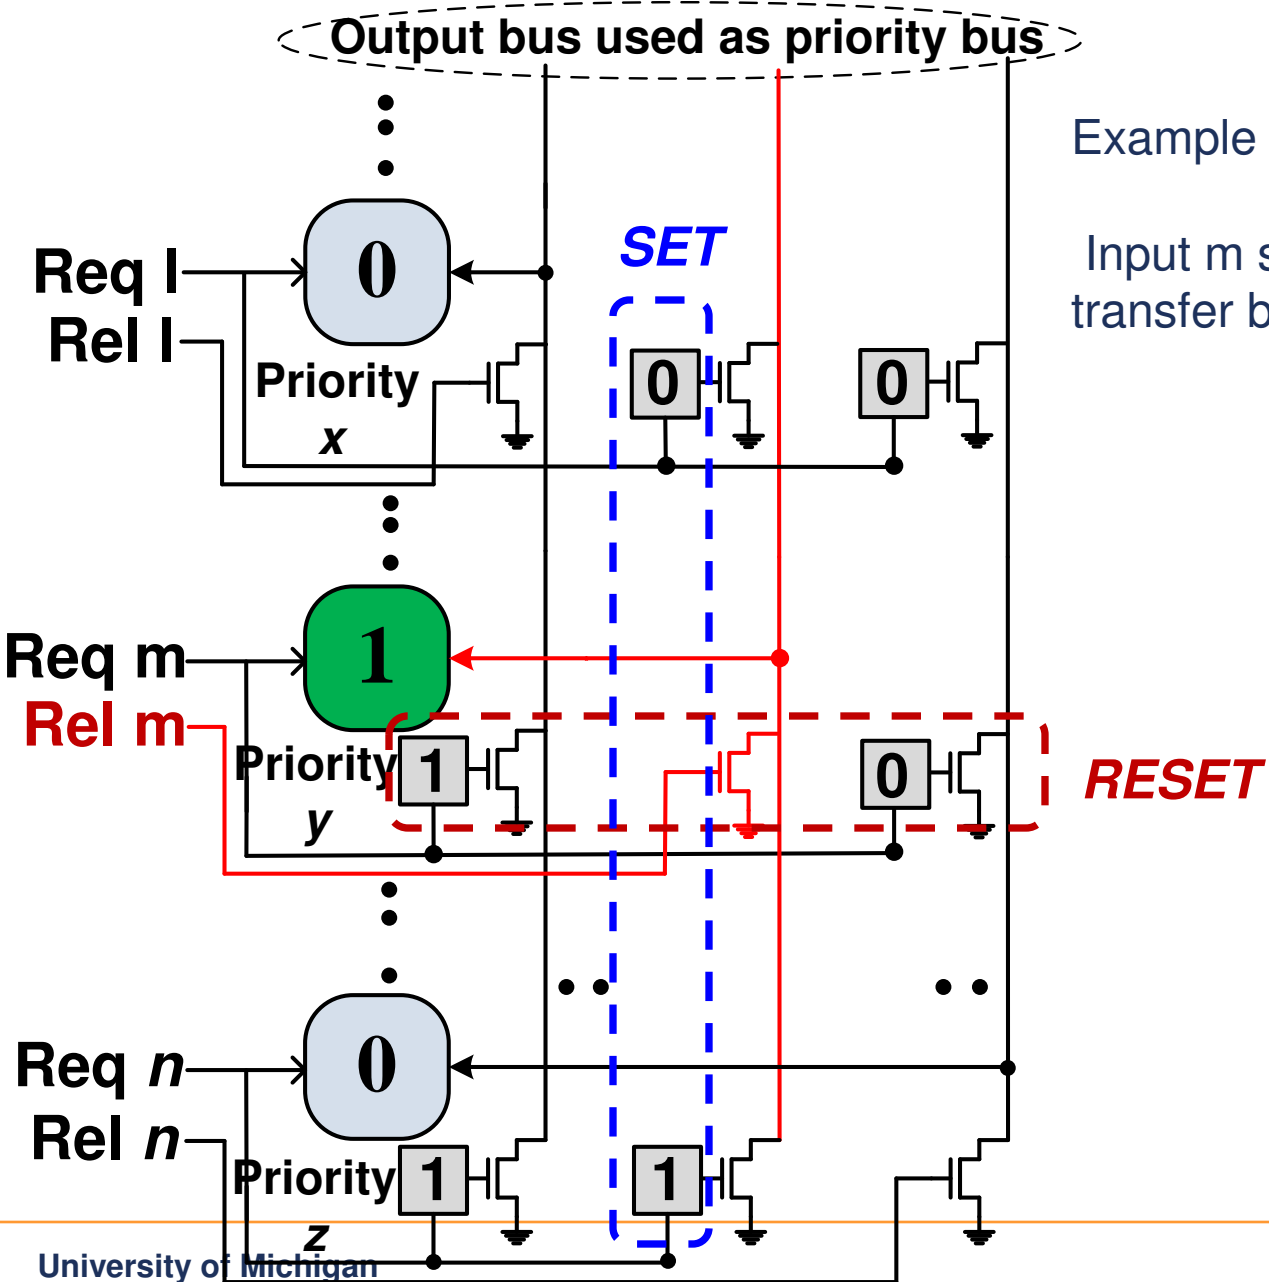 Output bus used as priority bus
Example
Input m s
transfer b
SET
Req l
0
Rel l
Priority
x
0
0
Req m
1
Rel m
Priority
y
1
0
RESET
Req n
0
Rel n
Priority
z
1
1
University of Michigan